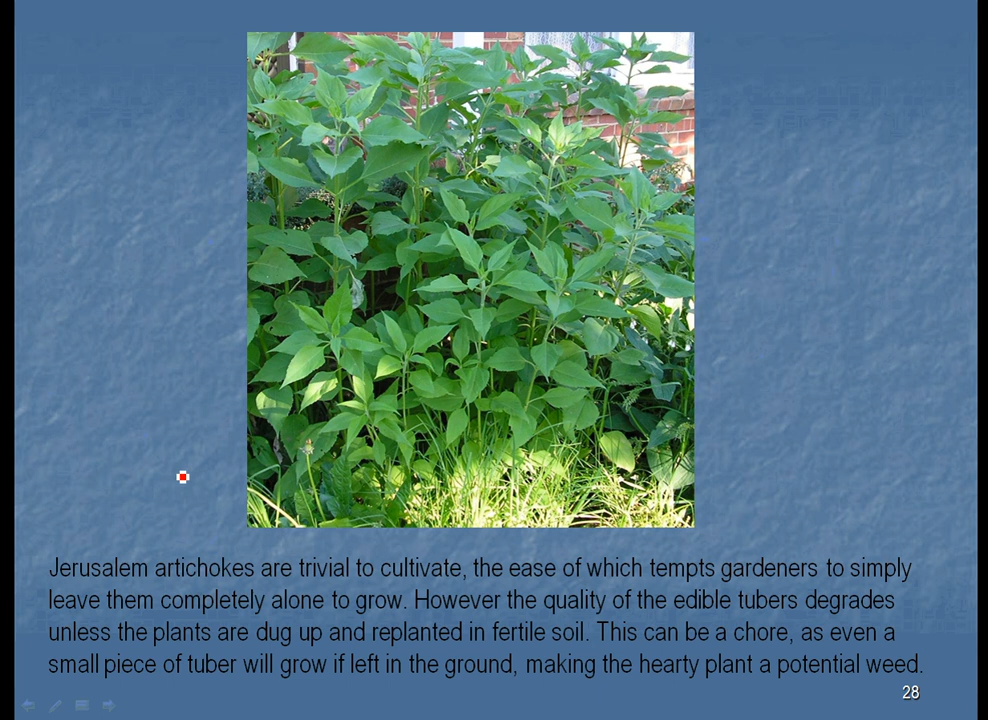 Jerusalem artichokes are trivial to cultivate, the ease of which tempts gardeners to simply
leave them completely alone to grow. However the quality of the edible tubers degrades
unless the plants are dug up and replanted in fertile soil. This can be a chore, as even a
small piece of tuber will grow if left in the ground, making the hearty plant a potential weed.
28